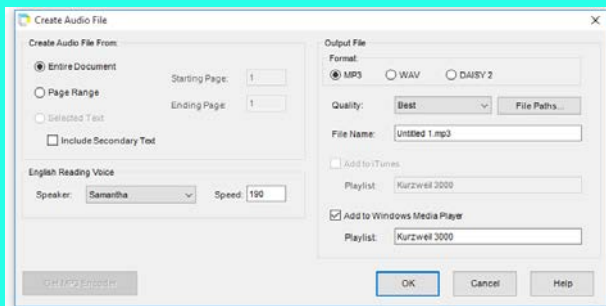 Create Audio File
Create Audio File From:
Entire Document
Starting Page: 1
Page Range
Ending Page: 1
Selected Text
Include Secondary Text
English Reading Voice
Speaker: Samantha Speed: 190
Output File
Format:
MP3 WAV DAISY 2
Quality: Best File Paths...
File Name: Untitled 1.mp3
Add to iTunes
Playlist: Kurzweil 3000
Add to Windows Media Player
Playlist: Kurzweil 3000
Get MP3 Encoder
OK Cancel Help